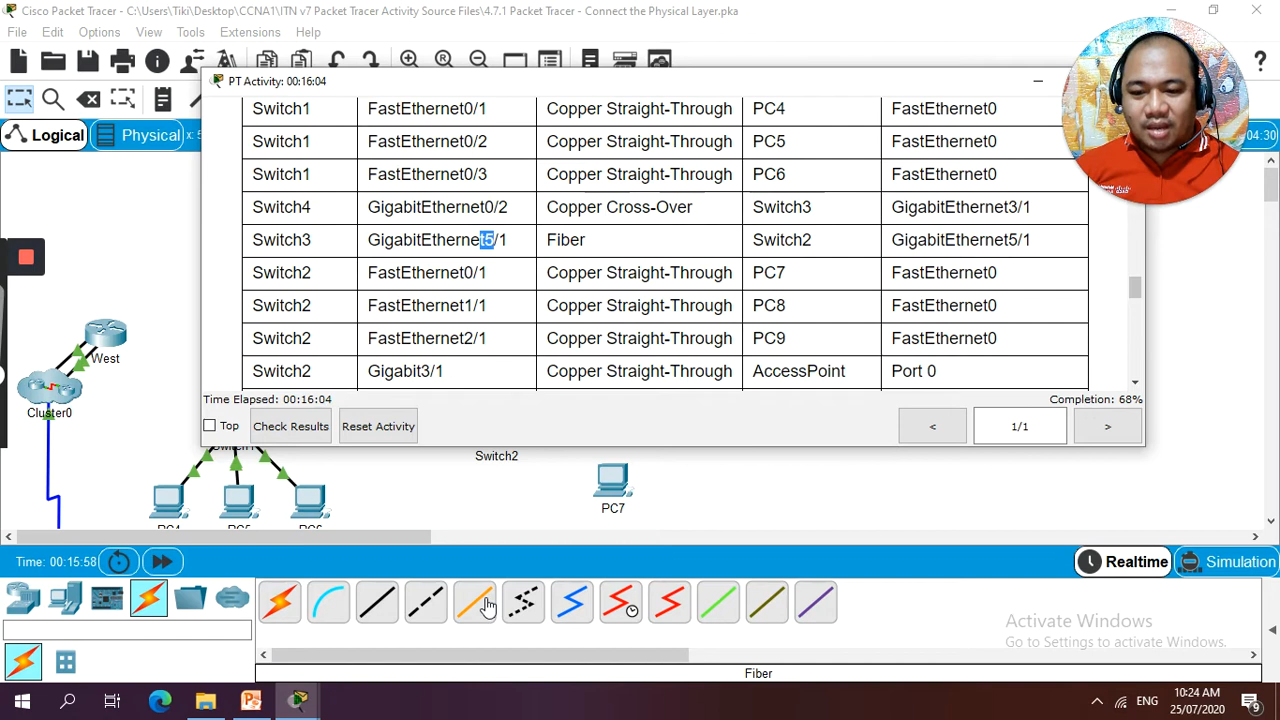 Cisco Packet Tracer - C:\Users\Tiki\Desktop\CCNA1\ITN v7 Packet Tracer Activity Source Files\4.7.1 Packet Tracer - Connect the Physical Layer.pka
File Edit Options View Tools Extensions Help
PT Activity: 00:16:04
Logical Physical x: 5 04:30
Switch1 FastEthernet0/1 Copper Straight-Through PC4 FastEthernet0
Switch1 FastEthernet0/2 Copper Straight-Through PC5 FastEthernet0
Switch1 FastEthernet0/3 Copper Straight-Through PC6 FastEthernet0
Switch4 GigabitEthernet0/2 Copper Cross-Over Switch3 GigabitEthernet3/1
Switch3 GigabitEthernet5/1 Fiber Switch2 GigabitEthernet5/1
Switch2 FastEthernet0/1 Copper Straight-Through PC7 FastEthernet0
Switch2 FastEthernet1/1 Copper Straight-Through PC8 FastEthernet0
Switch2 FastEthernet2/1 Copper Straight-Through PC9 FastEthernet0
Switch2 Gigabit3/1 Copper Straight-Through AccessPoint Port 0
Time Elapsed: 00:16:04 Completion: 68%
Top Check Results Reset Activity < 1/1 >
West
Cluster0
Switch2
PC7
PC4 PC5 PC6
Time: 00:15:58 Realtime Simulation
Activate Windows
Go to Settings to activate Windows.
Fiber
ENG 10:24 AM
25/07/2020 9